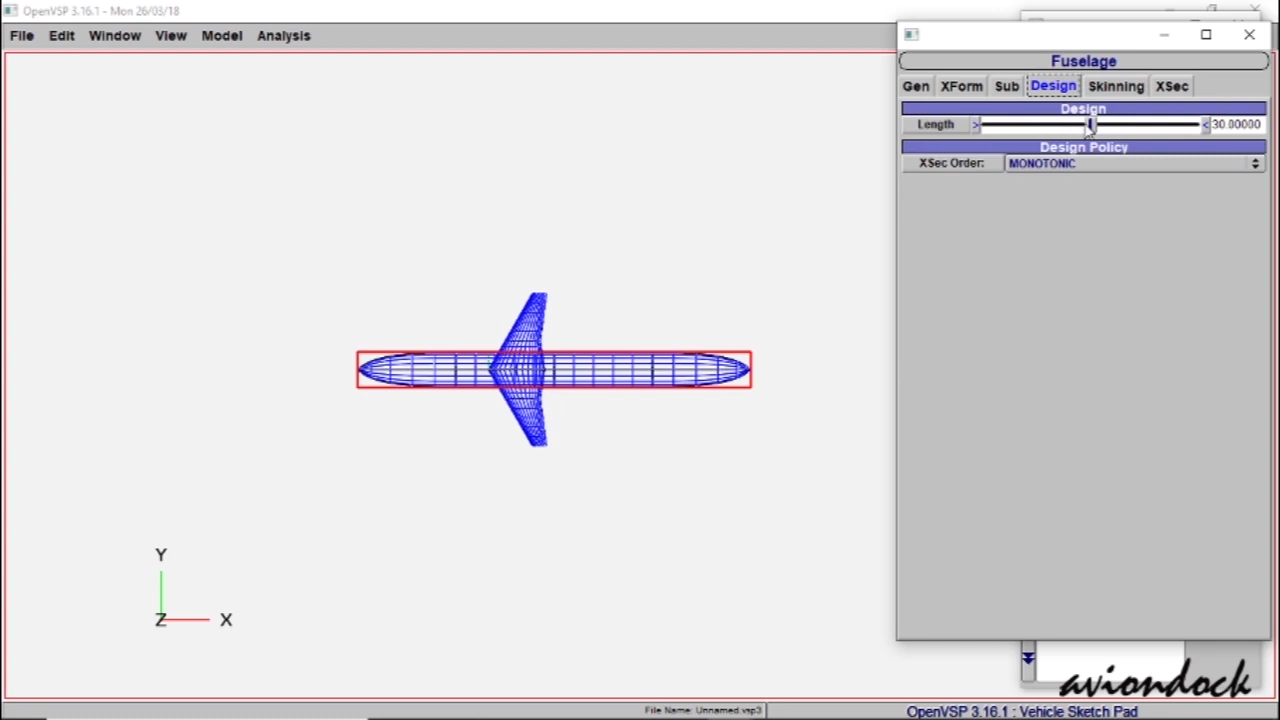 OpenVSP 3.16.1 - Mon 26/03/18
File Edit Window View Model Analysis
Fuselage
Gen XForm Sub Design Skinning XSec
Design
Length > < 30.00000
Design Policy
XSec Order: MONOTONIC
Y
Z X
aviondock
File Name: Unnamed.vsp3
OpenVSP 3.16.1 : Vehicle Sketch Pad